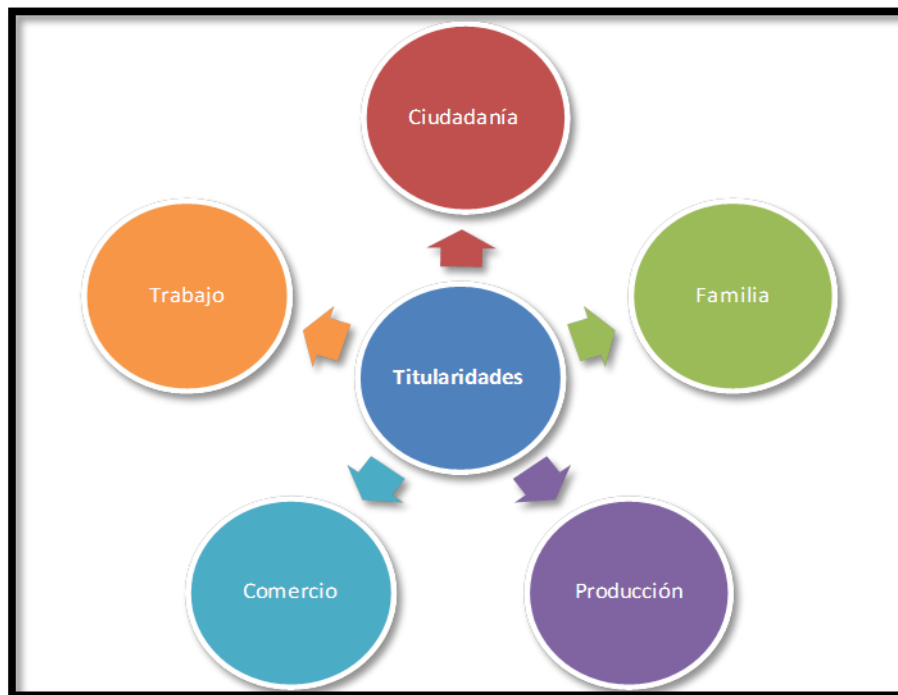 Ciudadanía
Trabajo
Familia
Titularidades
Comercio
Producción